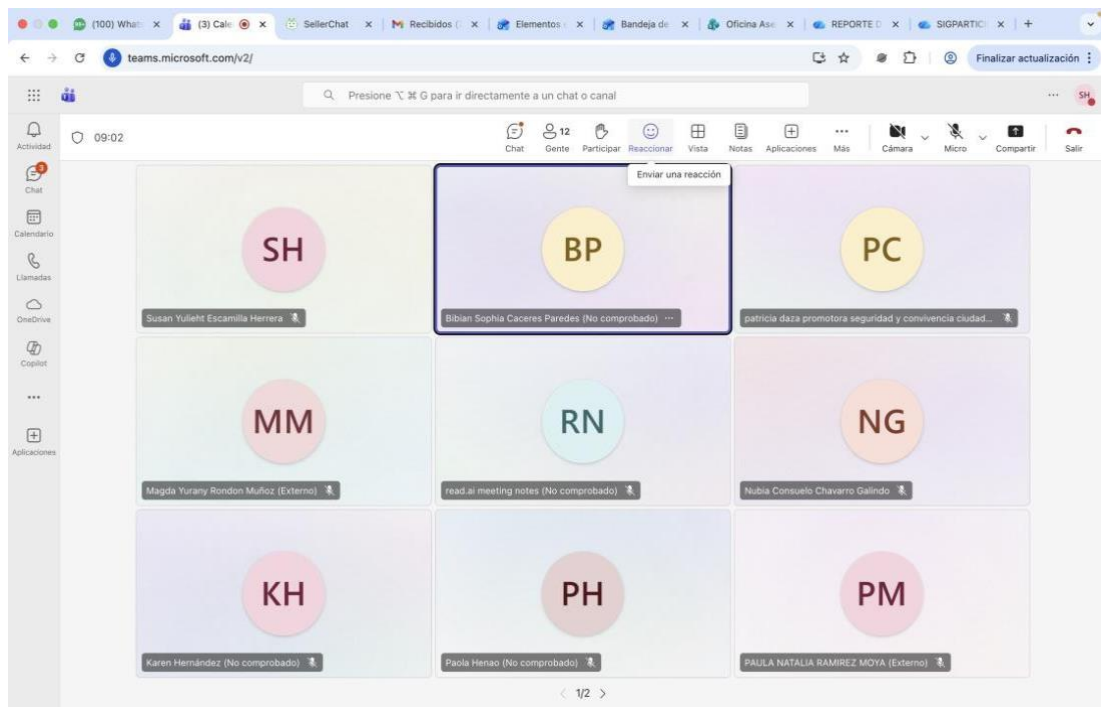 (100) What
(3) Cale
SellerChat
Recibidos (
Elementos
Bandeja de
Oficina Ase
REPORTE D
SIGPARTICI
teams.microsoft.com/v2/
Finalizar actualización
Presione ⌥ ⌘ G para ir directamente a un chat o canal
SH
Actividad
3
Chat
Calendario
Llamadas
OneDrive
Copilot
Aplicaciones
09:02
Chat
12
Gente
Participar
Reaccionar
Vista
Notas
Aplicaciones
Más
Cámara
Micro
Compartir
Salir
Enviar una reacción
SH
Susan Yulieht Escamilla Herrera
BP
Bibian Sophia Caceres Paredes (No comprobado) ...
PC
patricia daza promotora seguridad y convivencia ciudad...
MM
Magda Yurany Rondon Muñoz (Externo)
RN
read.ai meeting notes (No comprobado)
NG
Nubia Consuelo Chavarro Galindo
KH
Karen Hernández (No comprobado)
PH
Paola Henao (No comprobado)
PM
PAULA NATALIA RAMIREZ MOYA (Externo)
< 1/2 >